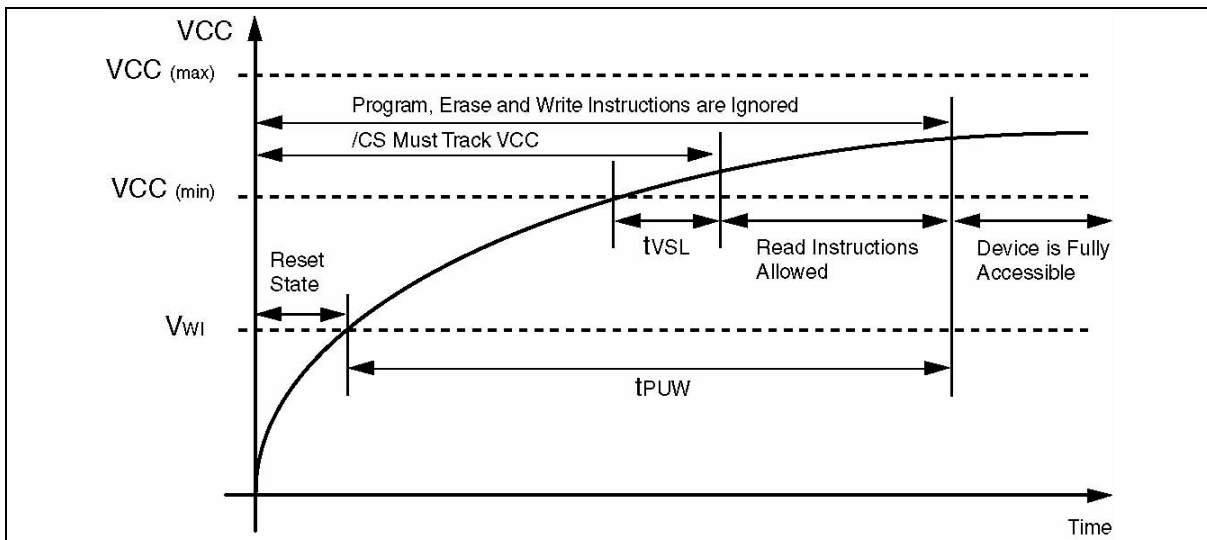 VCC
VCC (max)
Program, Erase and Write Instructions are Ignored
/CS Must Track VCC
VCC (min)
tVSL
Read Instructions
Allowed
Device is Fully
Accessible
Reset
State
VWI
tPUW
Time